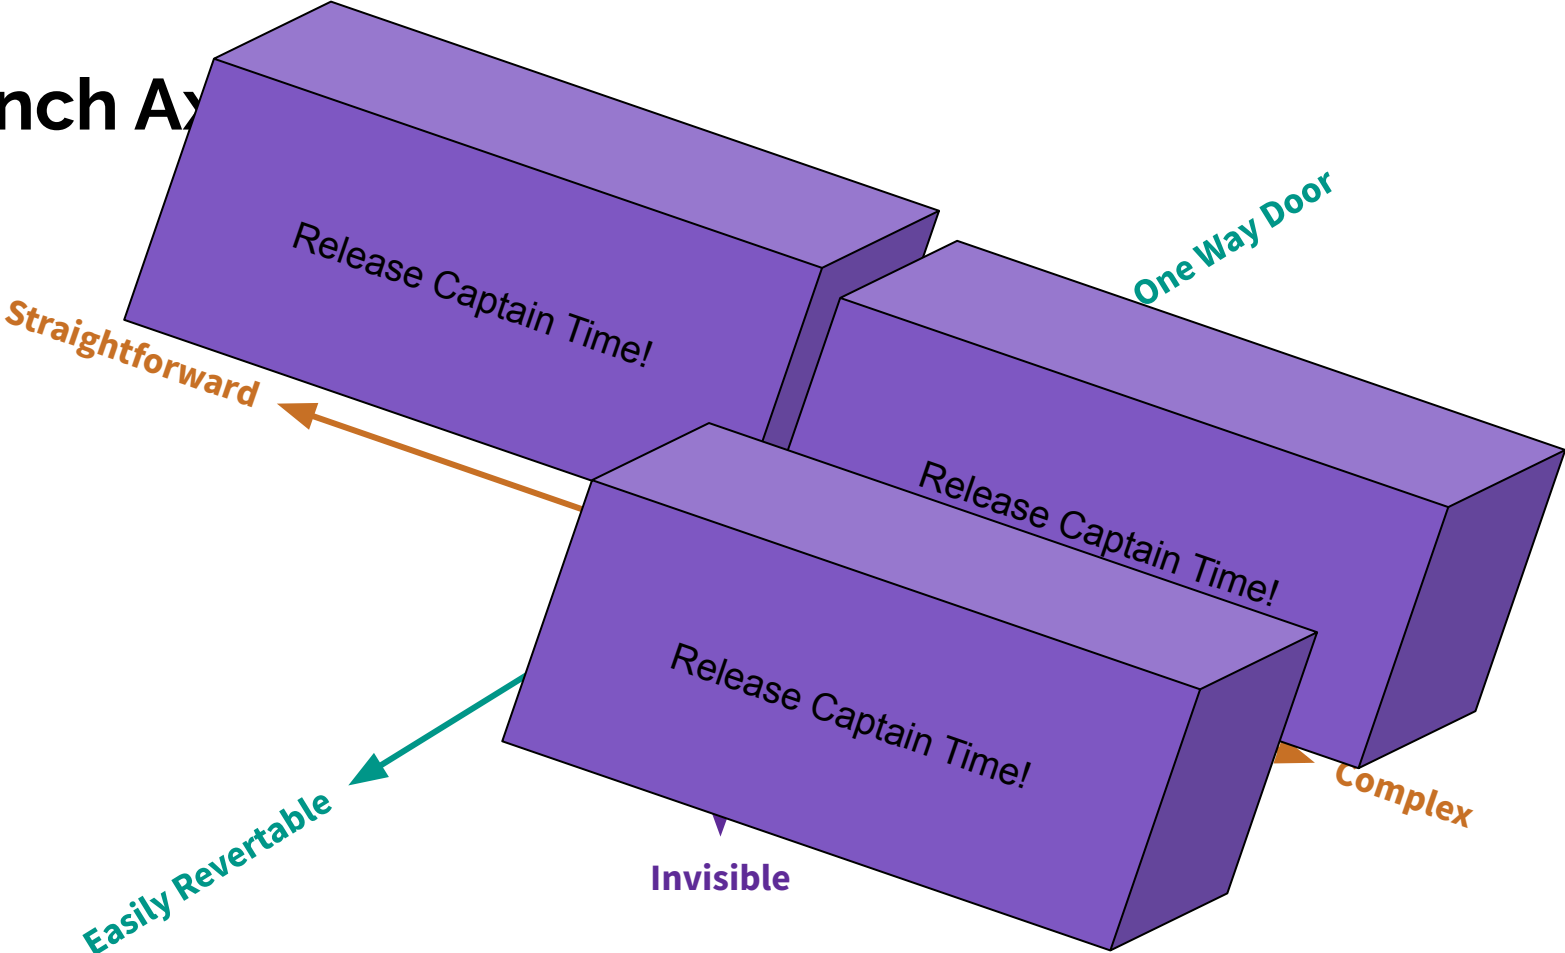 nch Ax
One Way Door
Release Captain Time!
Straightforward
Release Captain Time!
Release Captain Time!
Complex
Easily Revertable
Invisible